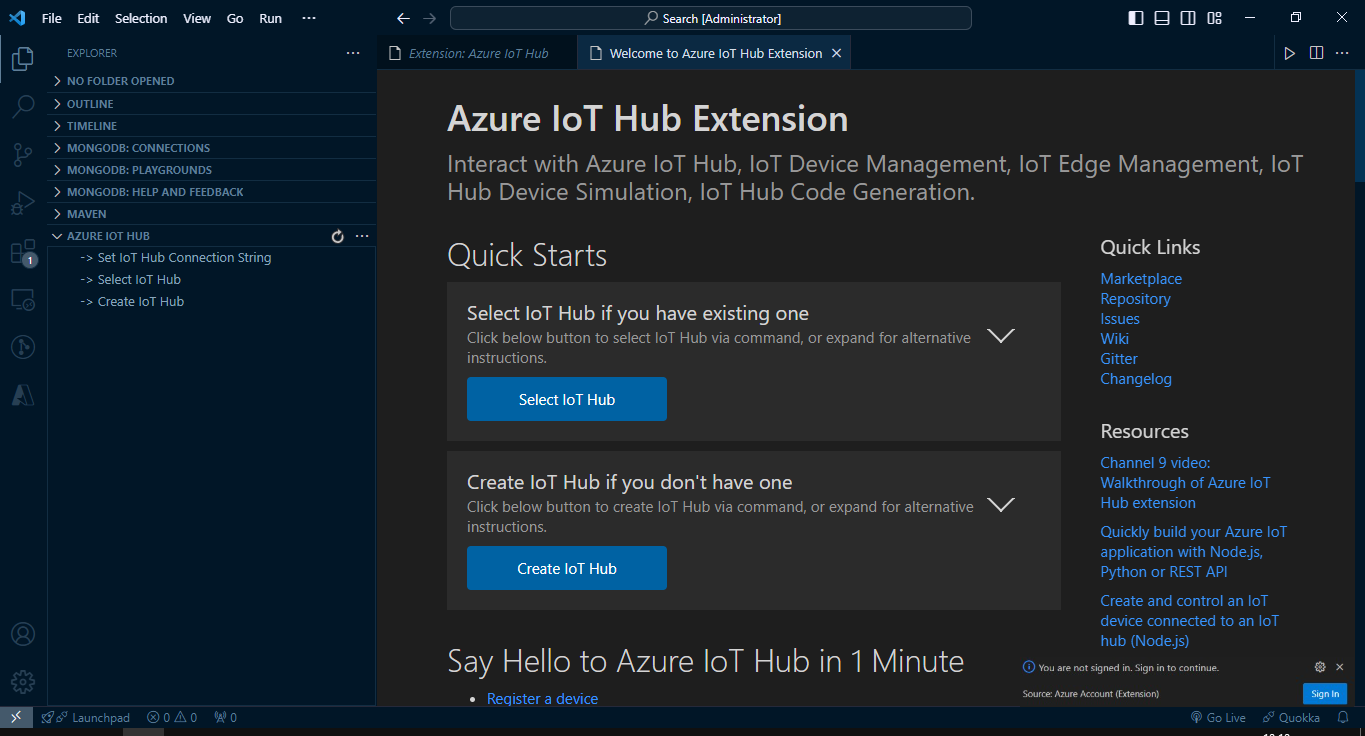 File Edit Selection View Go Run ···
Search [Administrator]
EXPLORER
Extension: Azure IoT Hub
Welcome to Azure IoT Hub Extension
NO FOLDER OPENED
OUTLINE
TIMELINE
MONGODB: CONNECTIONS
MONGODB: PLAYGROUNDS
MONGODB: HELP AND FEEDBACK
MAVEN
AZURE IOT HUB
-> Set IoT Hub Connection String
-> Select IoT Hub
-> Create IoT Hub
1
Azure IoT Hub Extension
Interact with Azure IoT Hub, IoT Device Management, IoT Edge Management, IoT
Hub Device Simulation, IoT Hub Code Generation.
Quick Starts
Select IoT Hub if you have existing one
Click below button to select IoT Hub via command, or expand for alternative
instructions.
Select IoT Hub
Create IoT Hub if you don't have one
Click below button to create IoT Hub via command, or expand for alternative
instructions.
Create IoT Hub
Say Hello to Azure IoT Hub in 1 Minute
• Register a device
Quick Links
Marketplace
Repository
Issues
Wiki
Gitter
Changelog
Resources
Channel 9 video:
Walkthrough of Azure IoT
Hub extension
Quickly build your Azure IoT
application with Node.js,
Python or REST API
Create and control an IoT
device connected to an IoT
hub (Node.js)
You are not signed in. Sign in to continue.
Source: Azure Account (Extension)
Sign In
Launchpad 0 0 0
Go Live Quokka